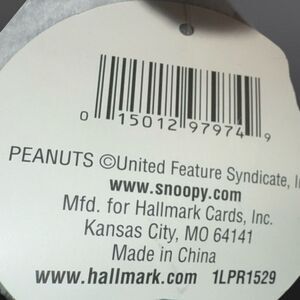 0 15012 97974 9
PEANUTS ©United Feature Syndicate, I
www.snoopy.com
Mfd. for Hallmark Cards, Inc.
Kansas City, MO 64141
Made in China
www.hallmark.com 1LPR1529